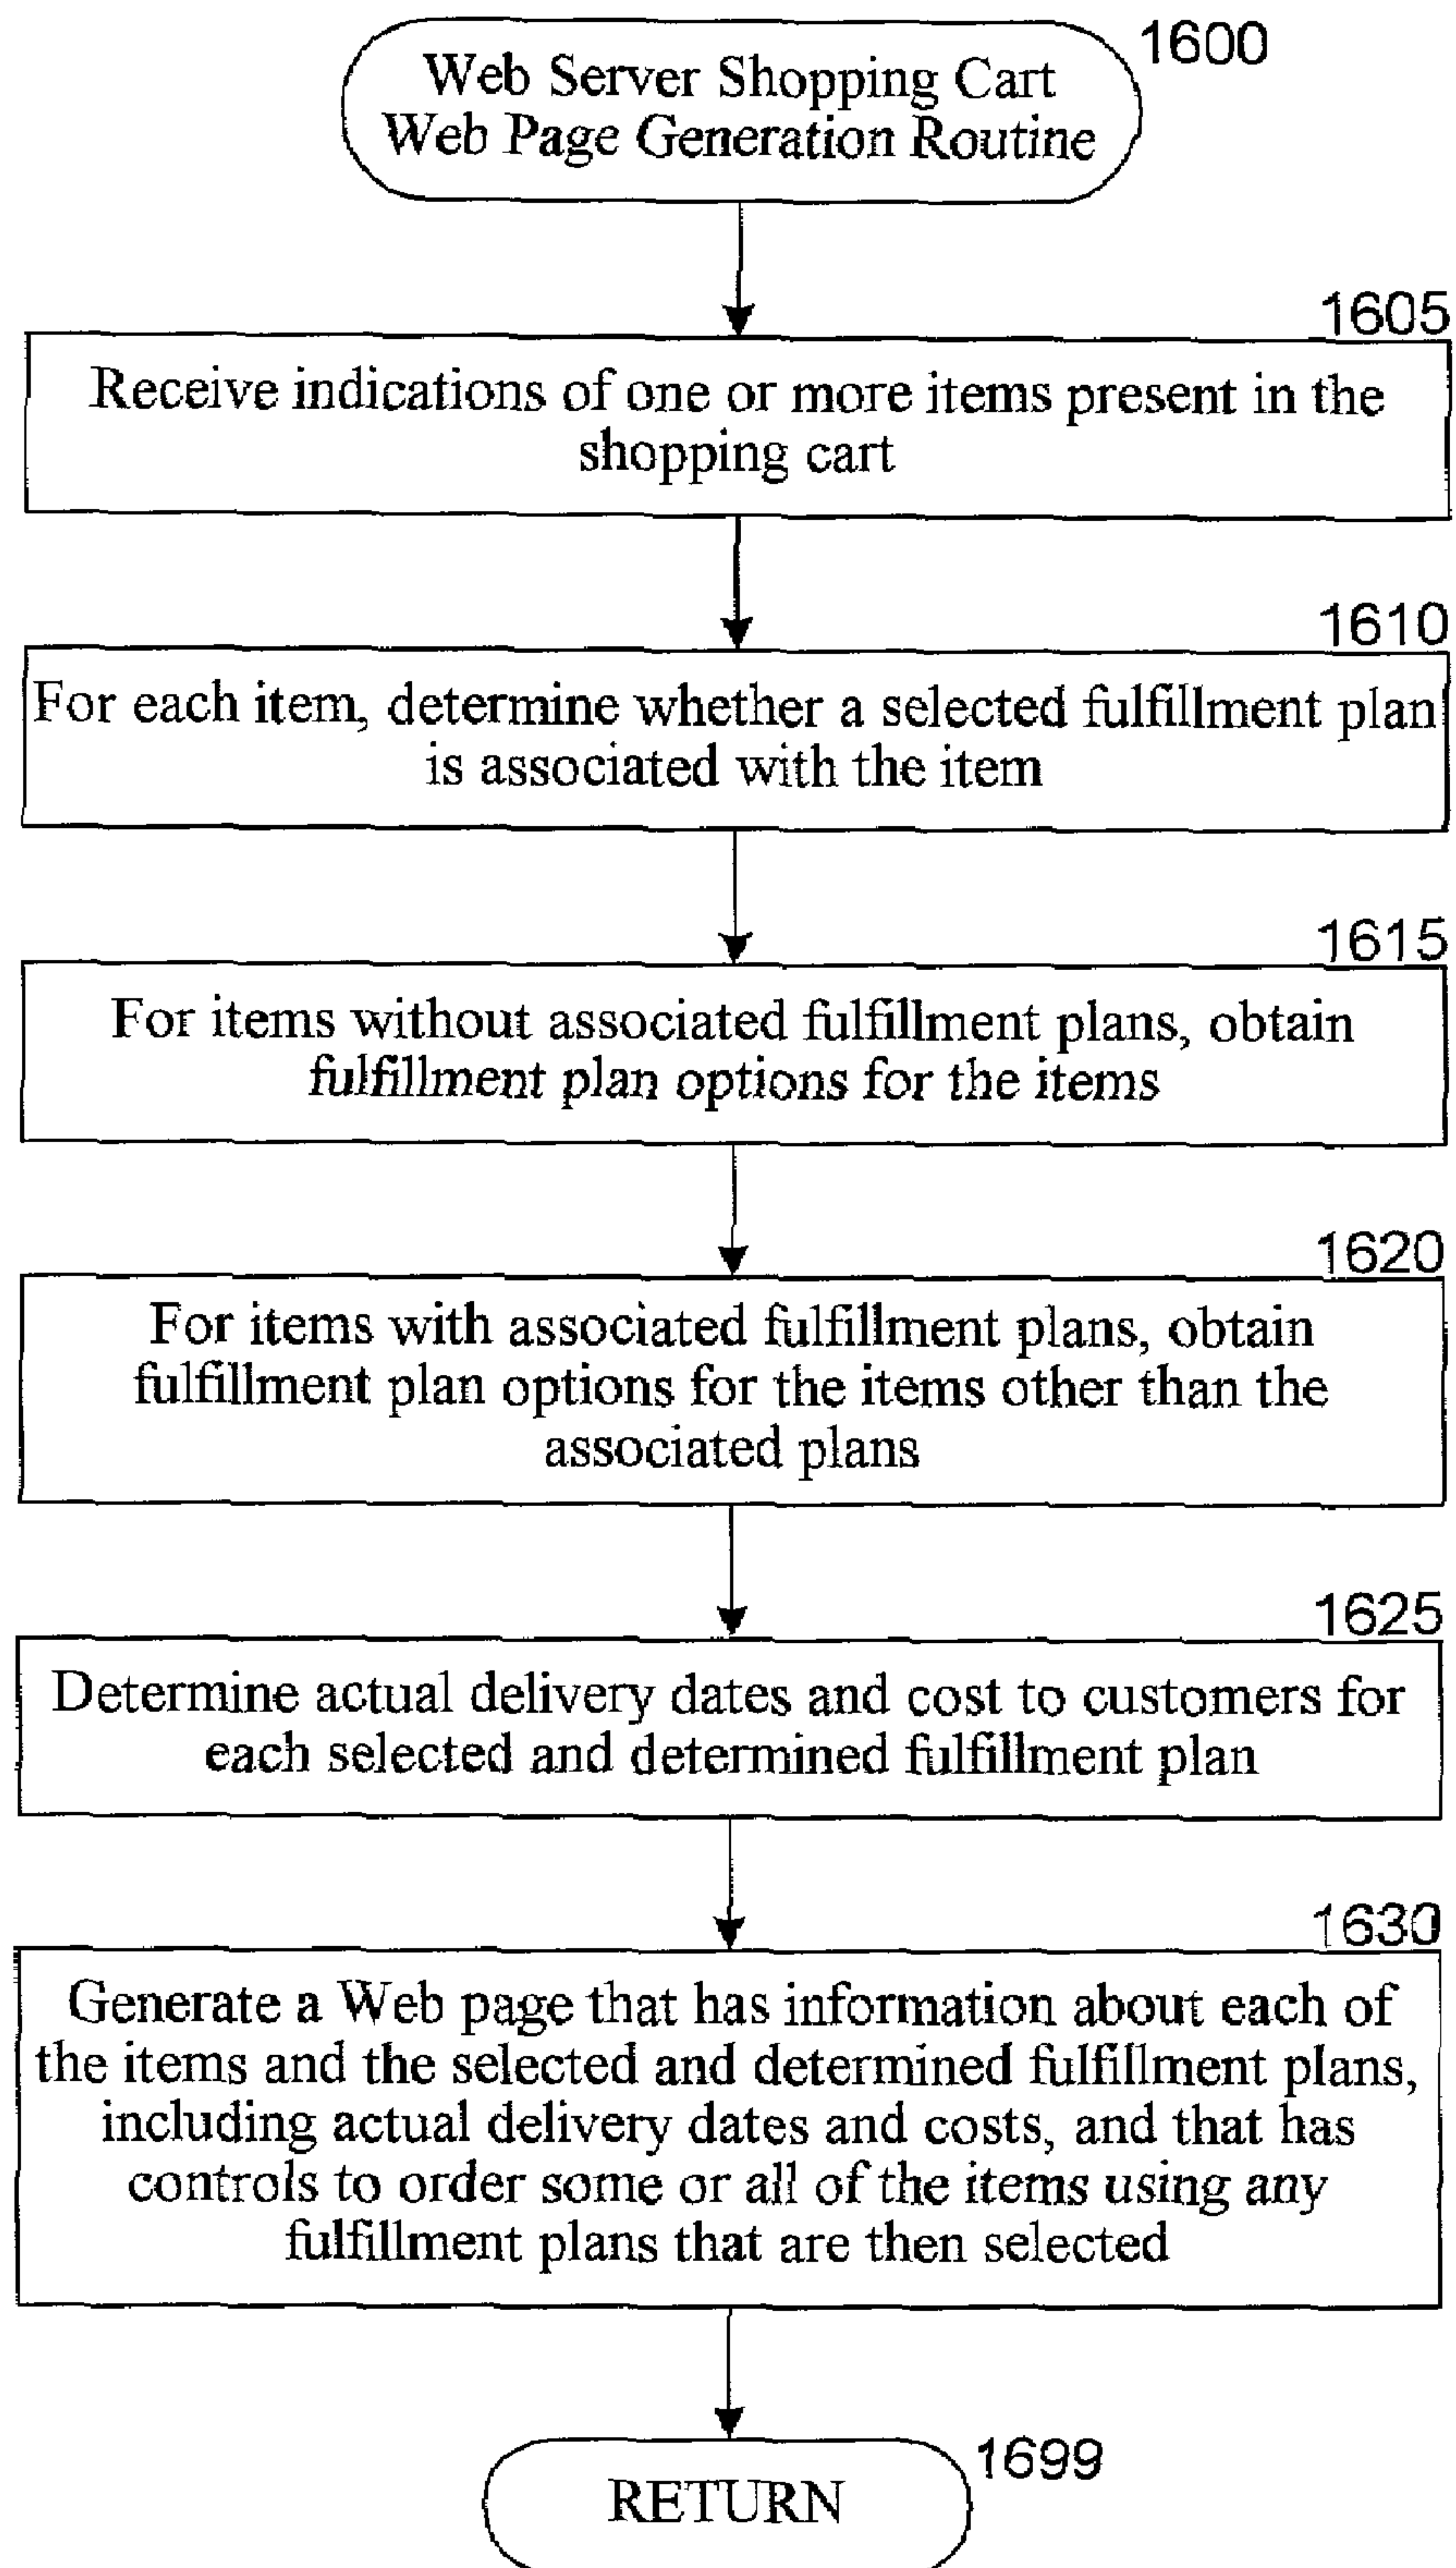 1600
Web Server Shopping Cart
Web Page Generation Routine
1605
Receive indications of one or more items present in the
shopping cart
1610
For each item, determine whether a selected fulfillment plan
is associated with the item
1615
For items without associated fulfillment plans, obtain
fulfillment plan options for the items
1620
For items with associated fulfillment plans, obtain
fulfillment plan options for the items other than the
associated plans
1625
Determine actual delivery dates and cost to customers for
each selected and determined fulfillment plan
1630
Generate a Web page that has information about each of
the items and the selected and determined fulfillment plans,
including actual delivery dates and costs, and that has
controls to order some or all of the items using any
fulfillment plans that are then selected
1699
RETURN